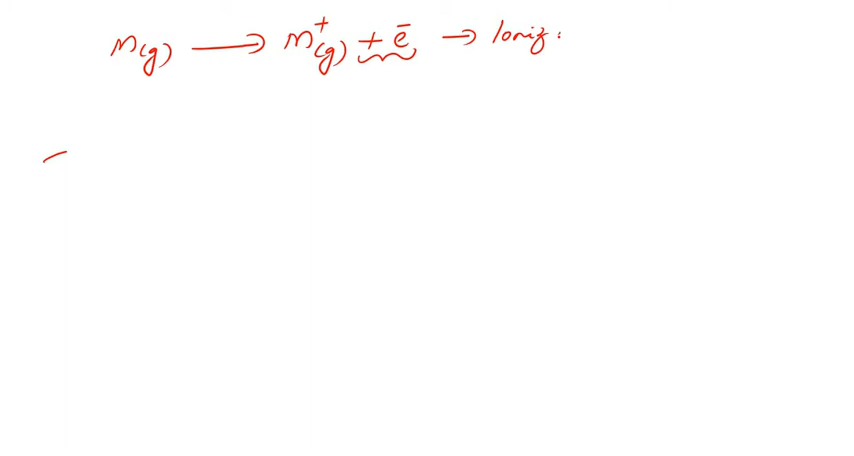 m(g) → m⁺(g) + ē → Ioniz: